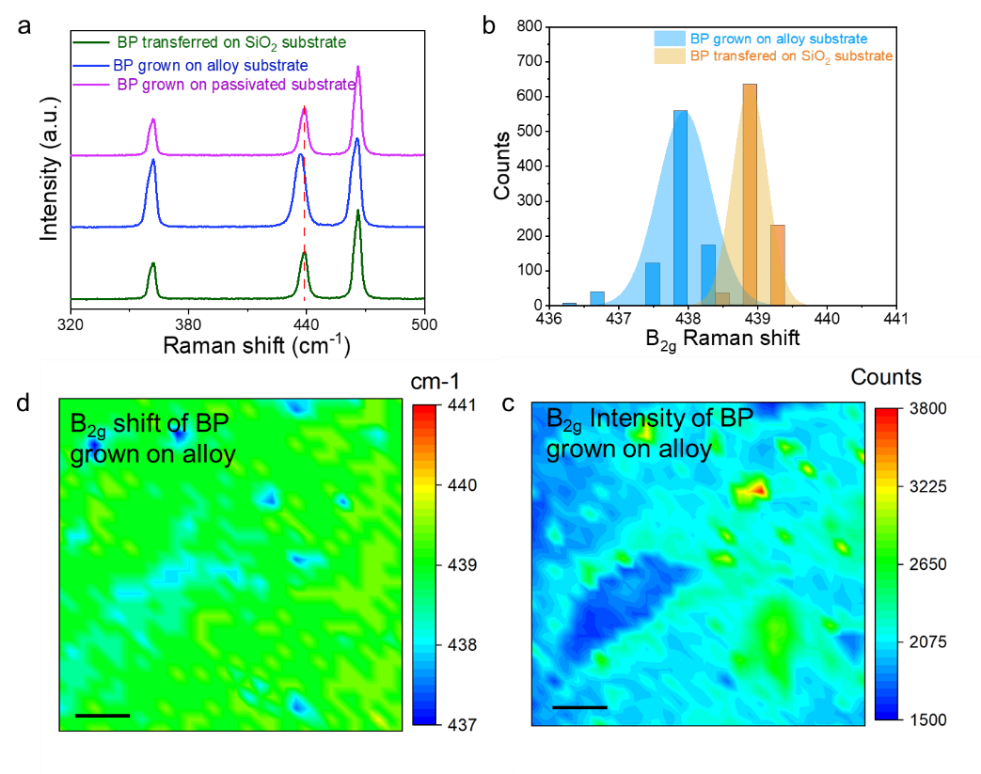 a
BP transferred on SiO₂ substrate
BP grown on alloy substrate
BP grown on passivated substrate
Intensity (a.u.)
320 380 440 500
Raman shift (cm⁻¹)
b
BP grown on alloy substrate
BP transfered on SiO₂ substrate
Counts
800
700
600
500
400
300
200
100
0
436 437 438 439 440 441
B₂g Raman shift
d
B₂g shift of BP
grown on alloy
cm-1
441
440
439
438
437
c
B₂g Intensity of BP
grown on alloy
Counts
3800
3225
2650
2075
1500